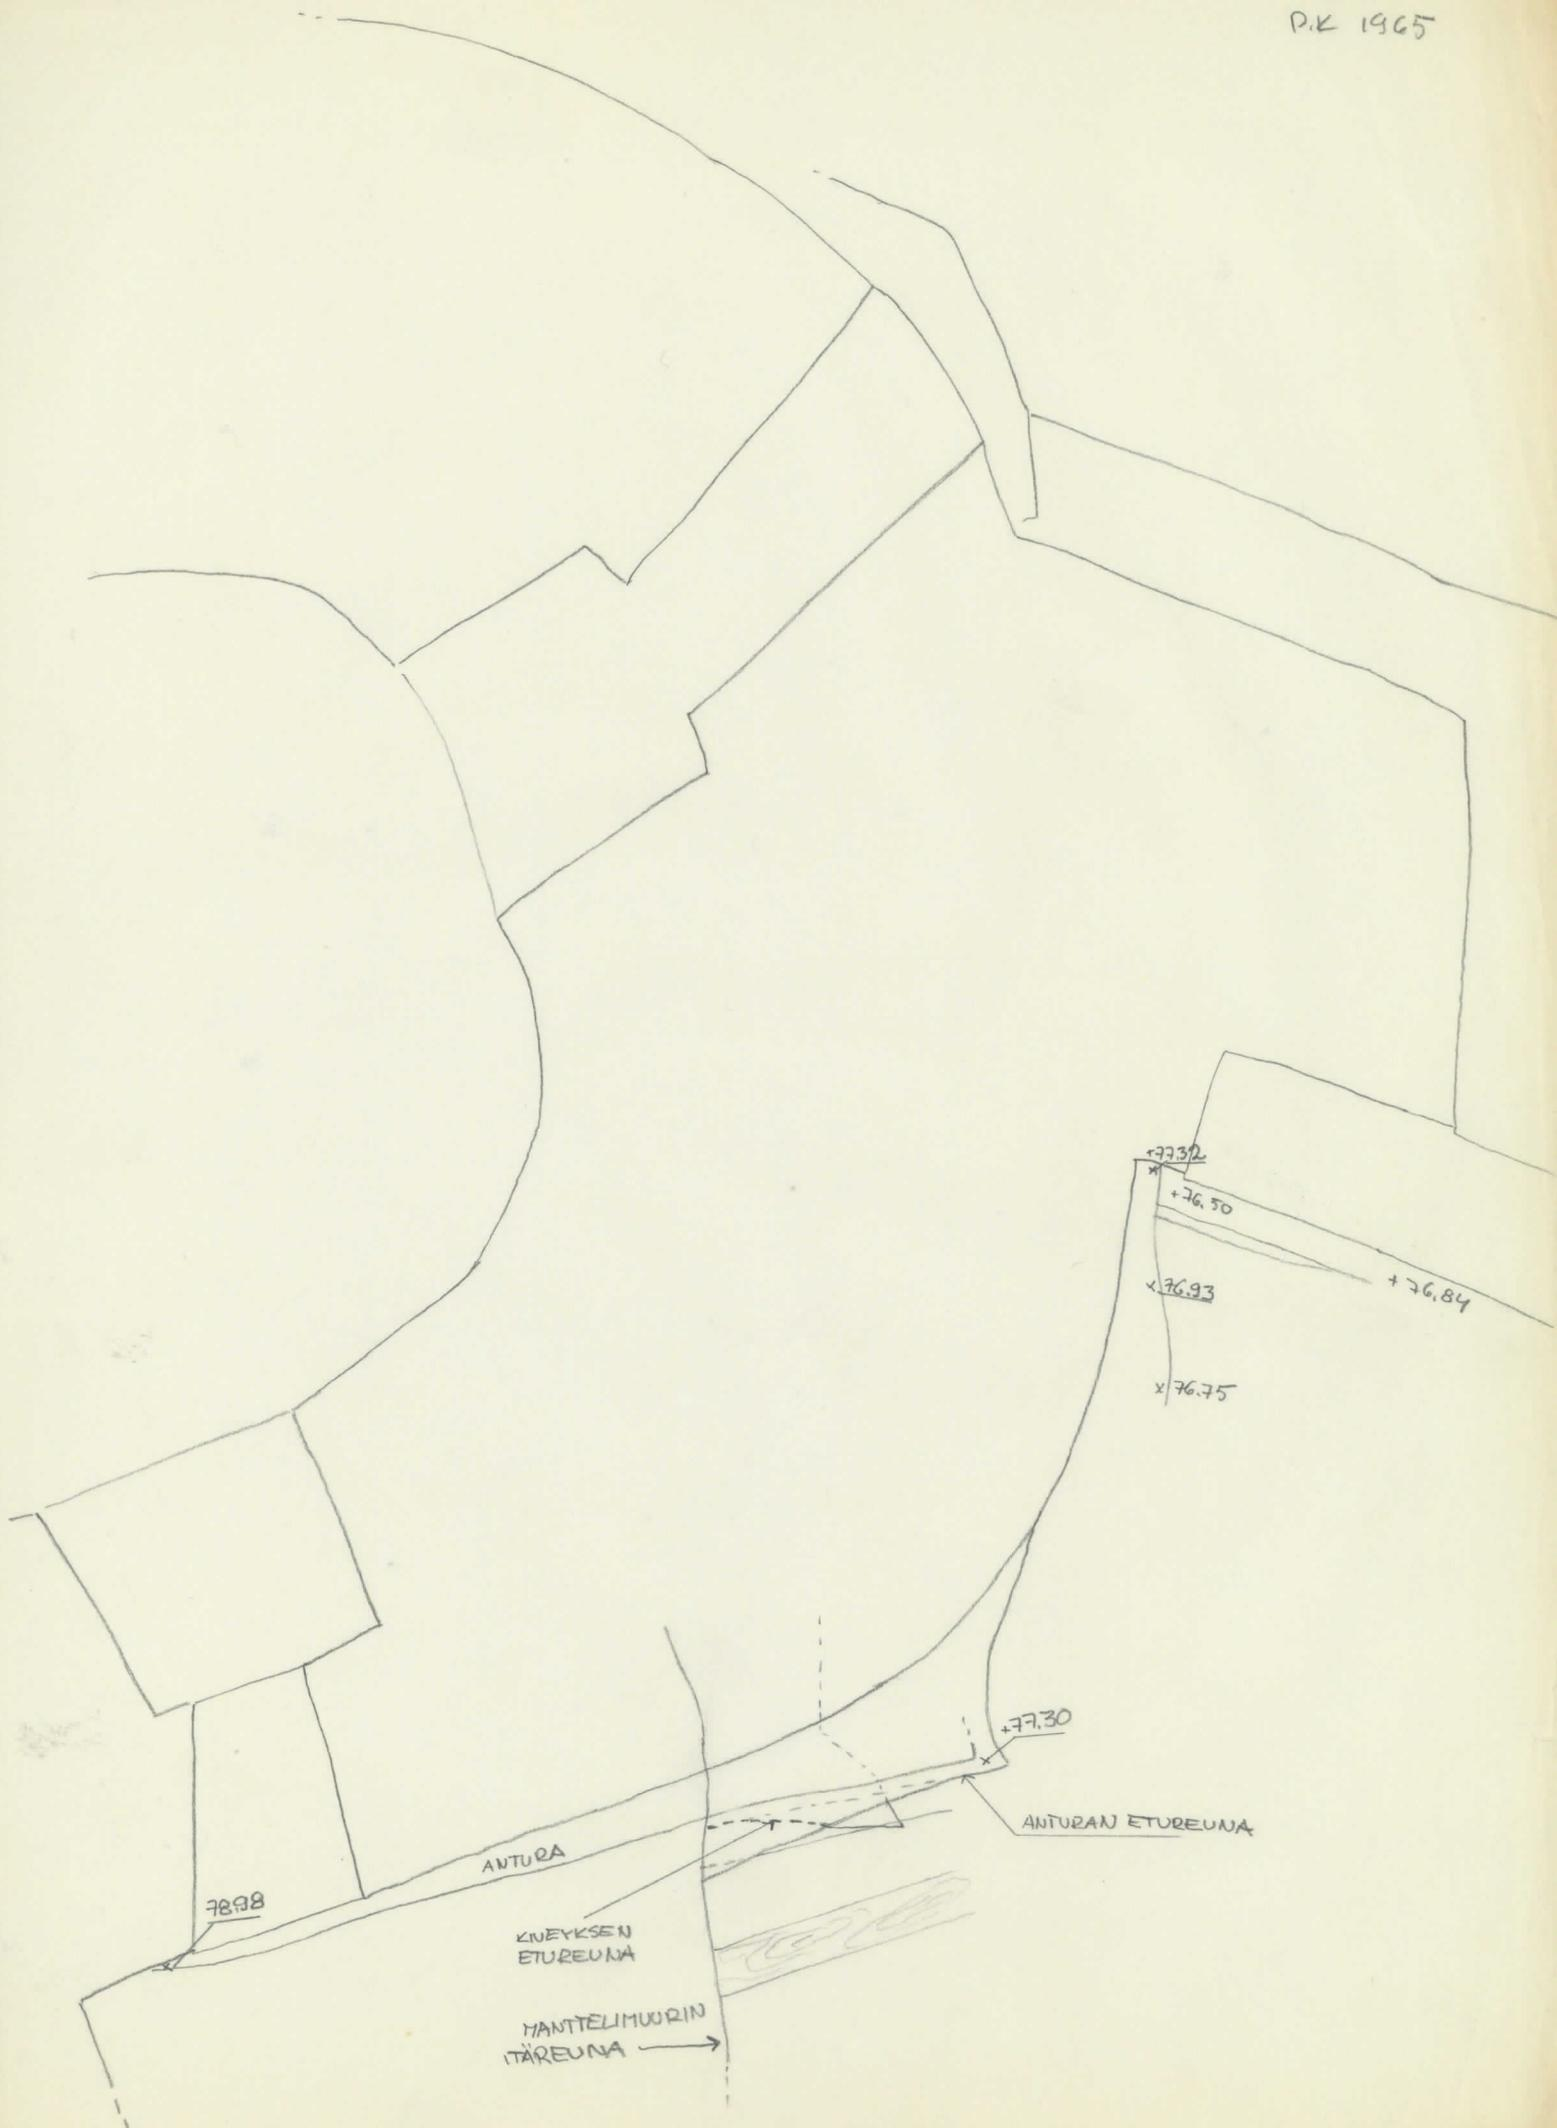 P.K 1965
+77.32
+76.50
x 76.93
+76.84
x 76.75
+77.30
ANTURAN ETUREUNA
ANTURA
78.98
KIVEYKSEN
ETUREUNA
MANTTELIMUURIN
ITÄREUNA